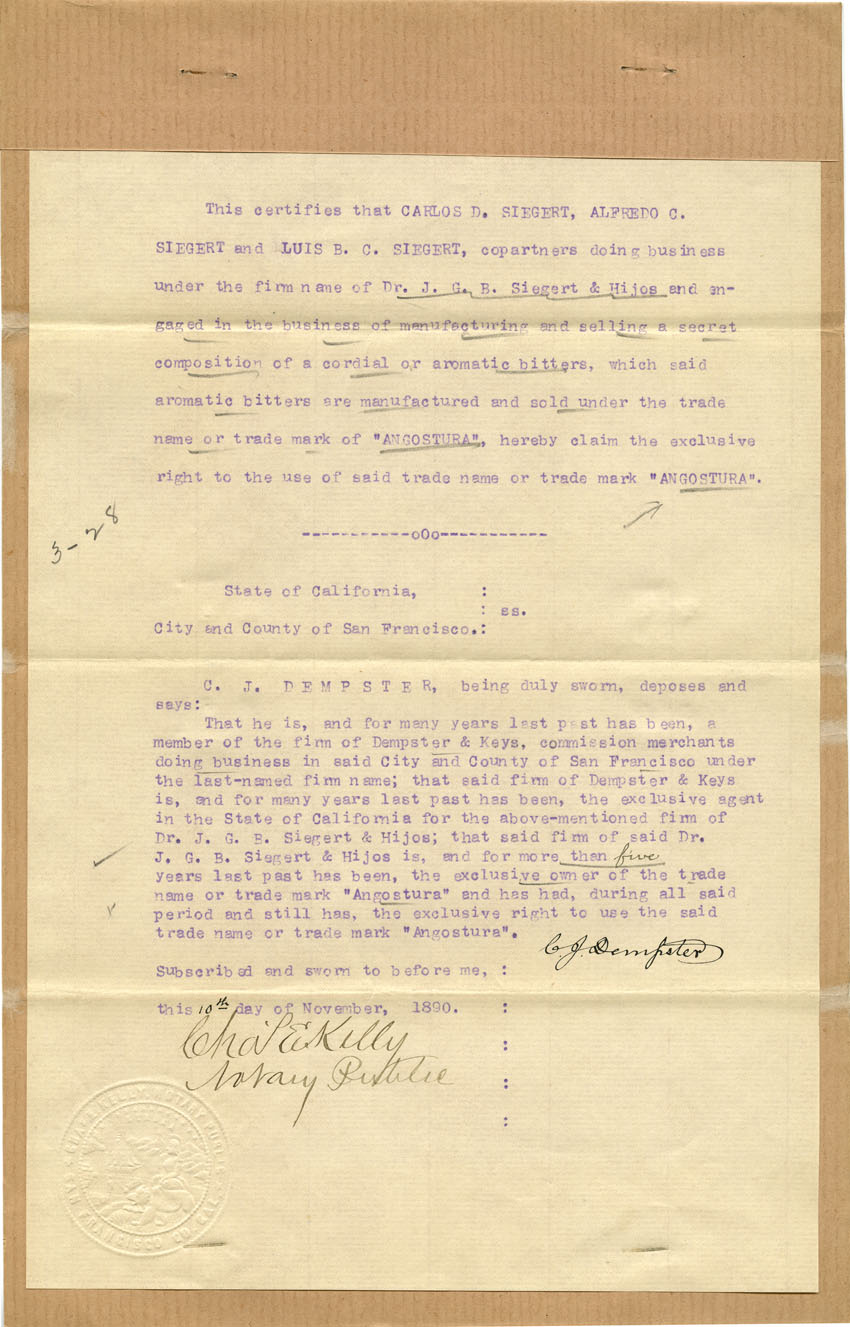 This certifies that CARLOS D. SIEGERT, ALFREDO C.
SIEGERT and LUIS B. C. SIEGERT, copartners doing business
under the firm name of Dr. J. G. B. Siegert & Hijos and en-
gaged in the business of manufacturing and selling a secret
composition of a cordial or aromatic bitters, which said
aromatic bitters are manufactured and sold under the trade
name or trade mark of "ANGOSTURA", hereby claim the exclusive
right to the use of said trade name or trade mark "ANGOSTURA".
3-28
-----------oOo-----------
State of California, :
: ss.
City and County of San Francisco.:
C. J. DEMPSTER, being duly sworn, deposes and
says:
That he is, and for many years last past has been, a
member of the firm of Dempster & Keys, commission merchants
doing business in said City and County of San Francisco under
the last-named firm name; that said firm of Dempster & Keys
is, and for many years last past has been, the exclusive agent
in the State of California for the above-mentioned firm of
Dr. J. G. B. Siegert & Hijos; that said firm of said Dr.
J. G. B. Siegert & Hijos is, and for more than five
years last past has been, the exclusive owner of the trade
name or trade mark "Angostura" and has had, during all said
period and still has, the exclusive right to use the said
trade name or trade mark "Angostura".
C. J. Dempster
Subscribed and sworn to before me, :
this 10th day of November, 1890. :
Chas E Kelly :
Notary Public :
:
NOTARY PUBLIC
SAN FRANCISCO CO. CAL.